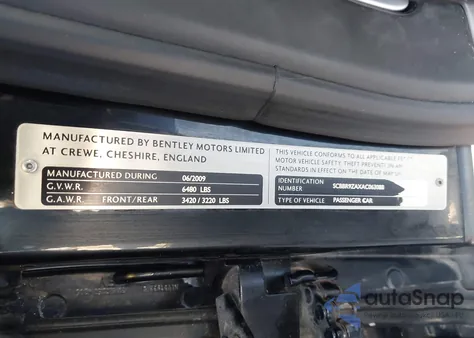 MANUFACTURED BY BENTLEY MOTORS LIMITED
AT CREWE, CHESHIRE, ENGLAND
MANUFACTURED DURING 06/2009
G.V.W.R. 6480 LBS
G.A.W.R. FRONT/REAR 3420 / 3220 LBS
THIS VEHICLE CONFORMS TO ALL APPLICABLE
MOTOR VEHICLE SAFETY, THEFT PREVENTION
STANDARDS IN EFFECT ON THE DATE OF
IDENTIFICATION
NUMBER
TYPE OF VEHICLE PASSENGER CAR
autoSnap